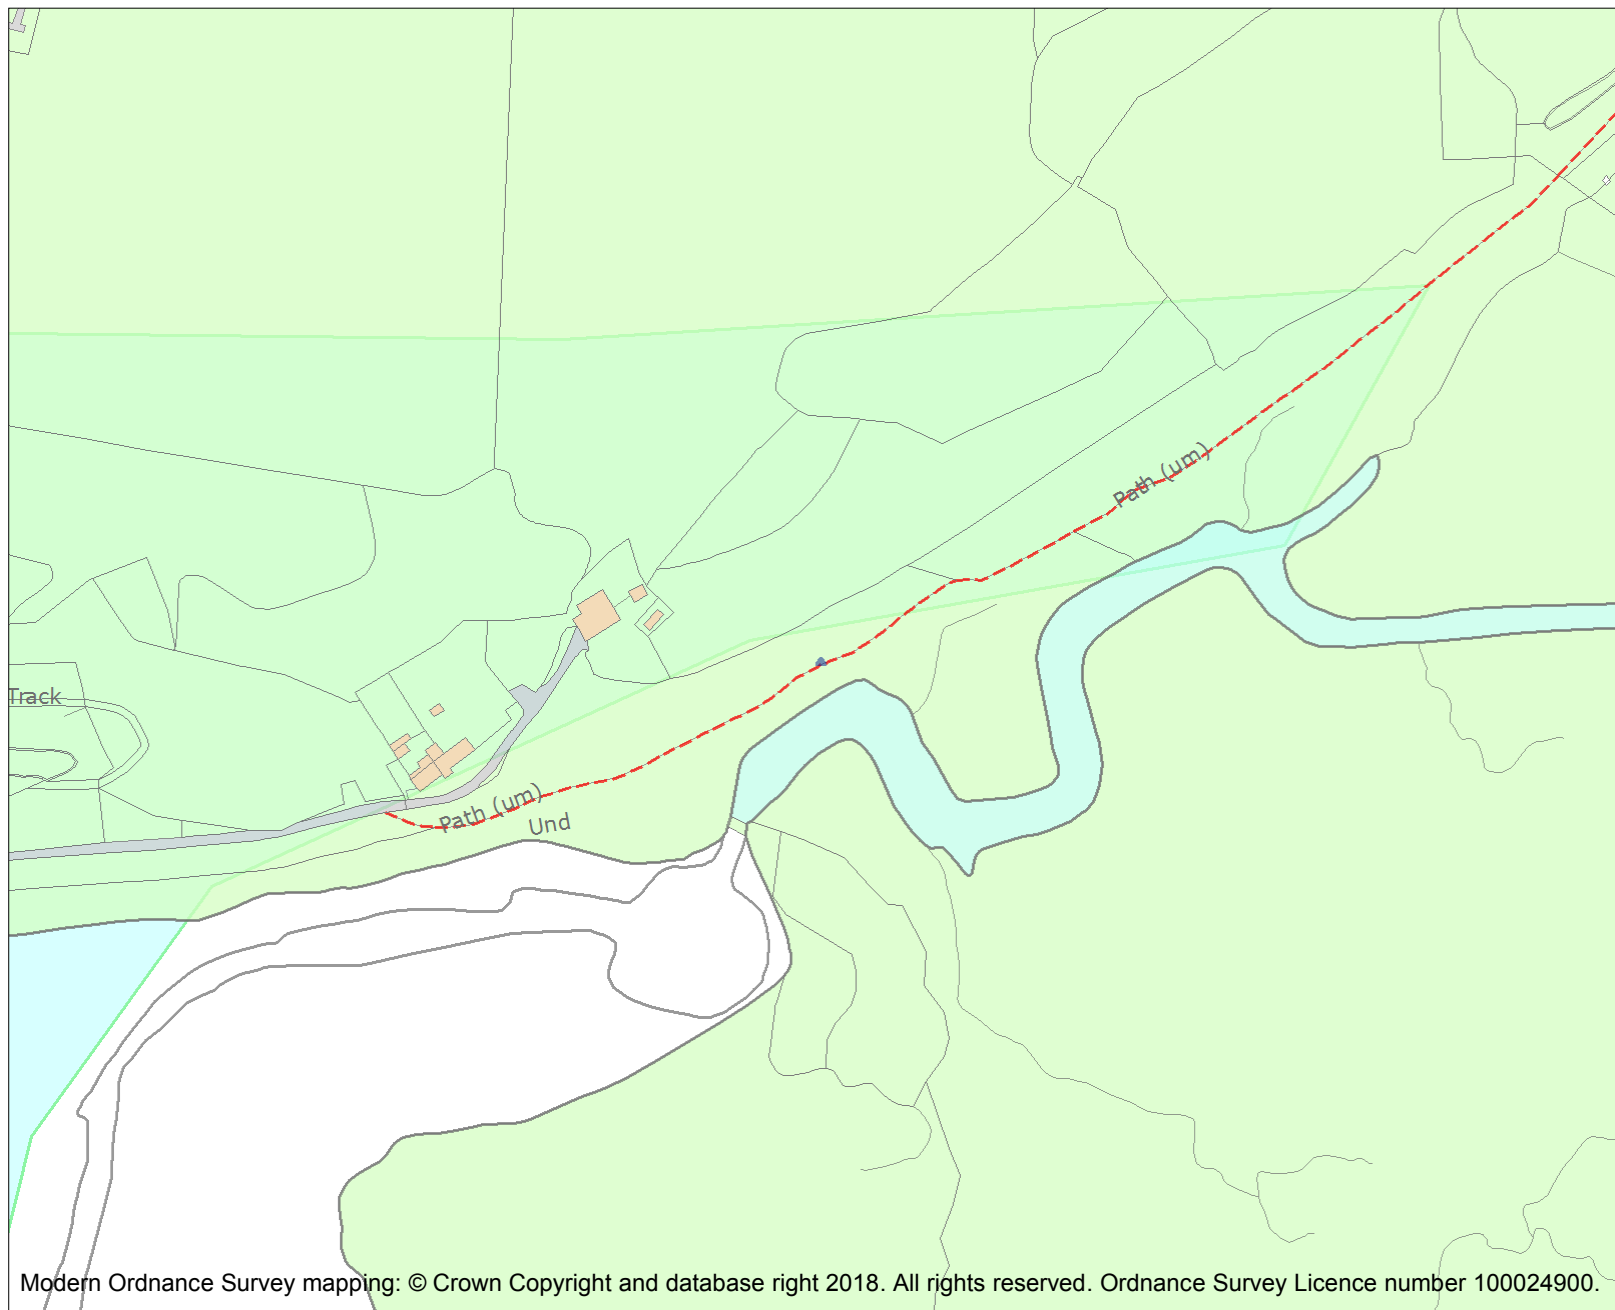 Path (um)
Track
Path (um)
Und
Modern Ordnance Survey mapping: © Crown Copyright and database right 2018. All rights reserved. Ordnance Survey Licence number 100024900.